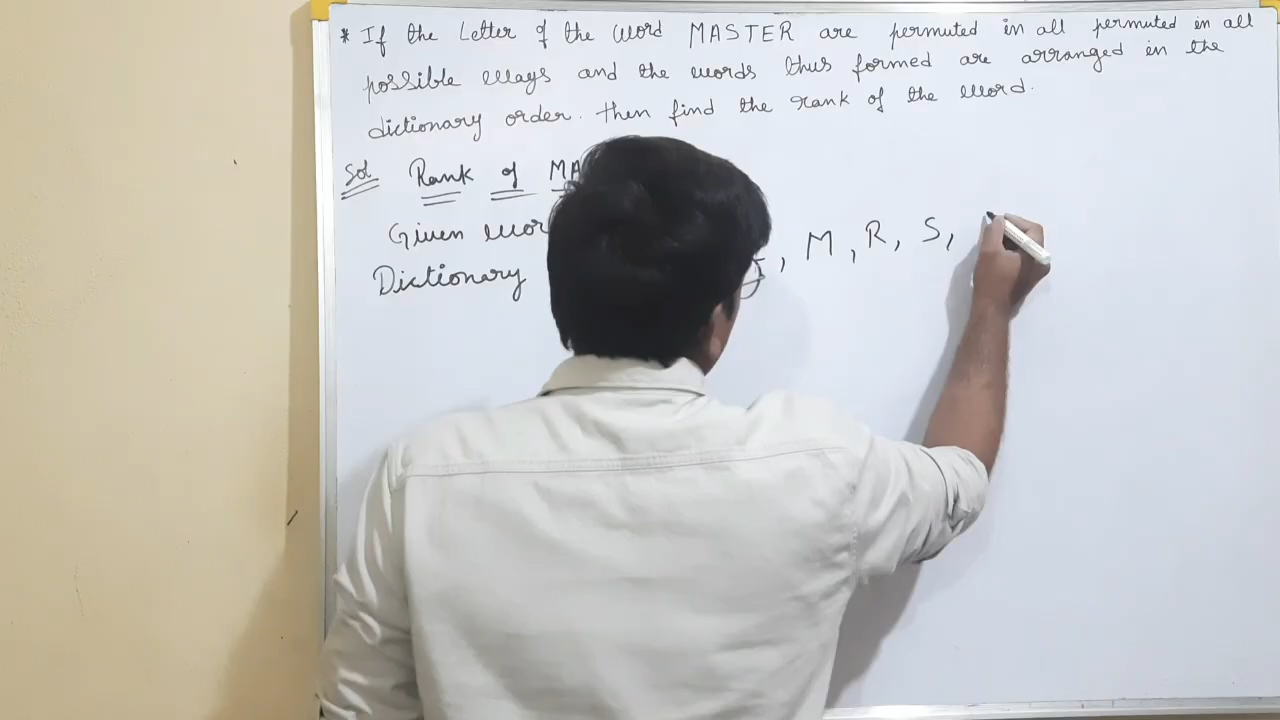 * If the Letter of the word MASTER are permuted in all permuted in all
possible ways and the words thus formed are arranged in the
dictionary order. then find the rank of the word.
Sol Rank of MA
Given wor
Dictionary , M, R, S,